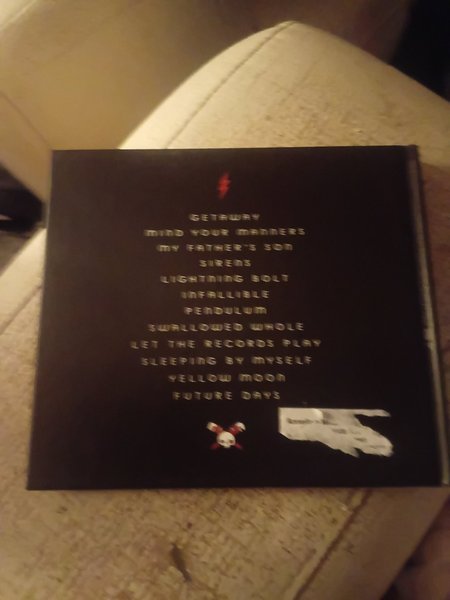 GETAWAY
MIND YOUR MANNERS
MY FATHER'S SON
SIRENS
LIGHTNING BOLT
INFALLIBLE
PENDULUM
SWALLOWED WHOLE
LET THE RECORDS PLAY
SLEEPING BY MYSELF
YELLOW MOON
FUTURE DAYS